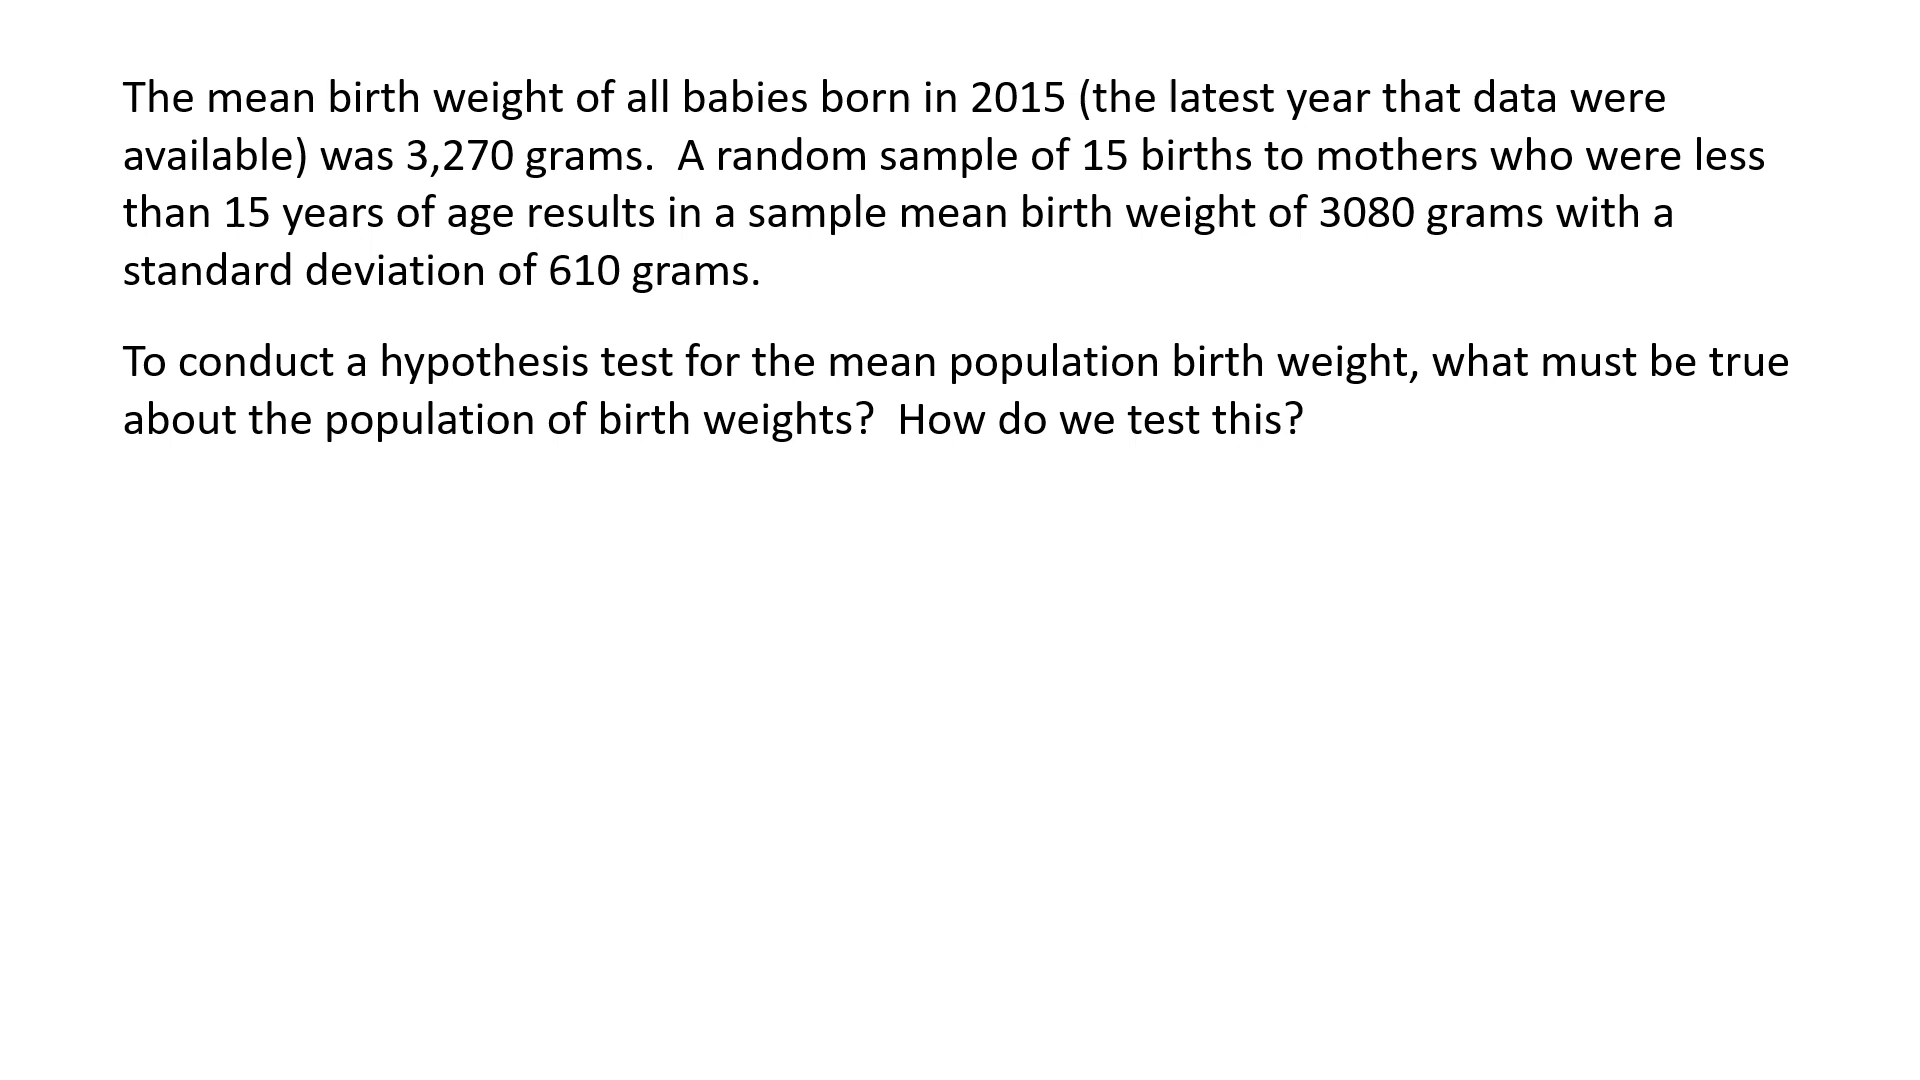 The mean birth weight of all babies born in 2015 (the latest year that data were
available) was 3,270 grams.  A random sample of 15 births to mothers who were less
than 15 years of age results in a sample mean birth weight of 3080 grams with a
standard deviation of 610 grams.
To conduct a hypothesis test for the mean population birth weight, what must be true
about the population of birth weights?  How do we test this?